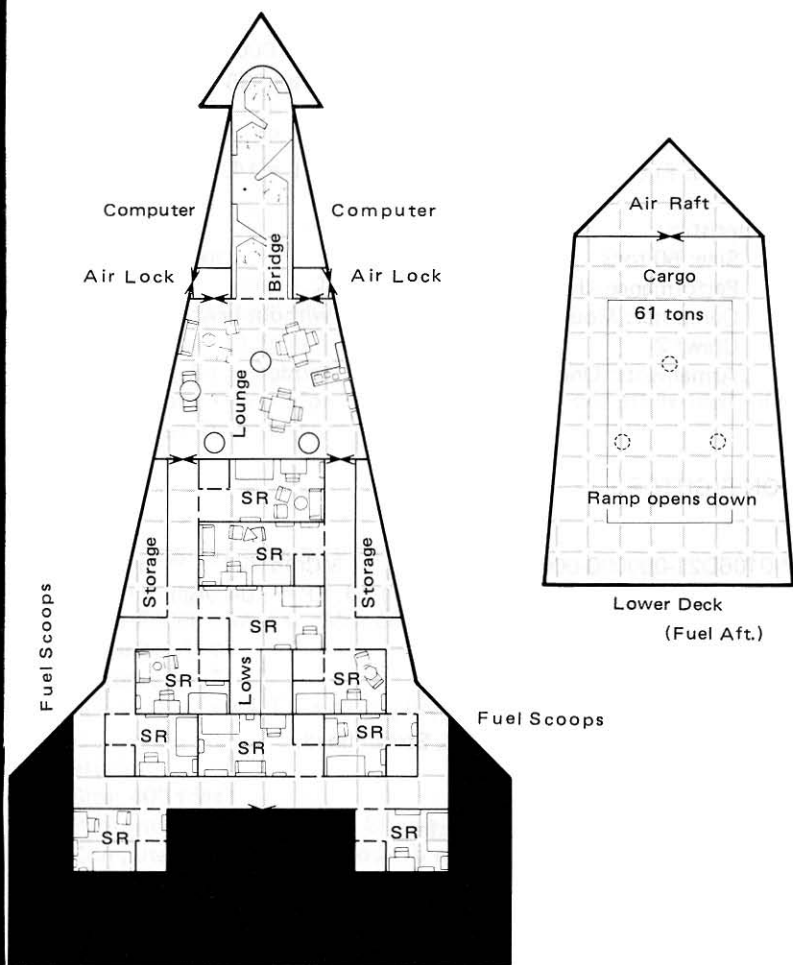 Computer
Computer
Air Lock
Bridge
Air Lock
Lounge
SR
SR
Storage
Storage
SR
SR
Lows
SR
Fuel Scoops
SR
SR
SR
Fuel Scoops
SR
SR
Air Raft
Cargo
61 tons
Ramp opens down
Lower Deck
(Fuel Aft.)